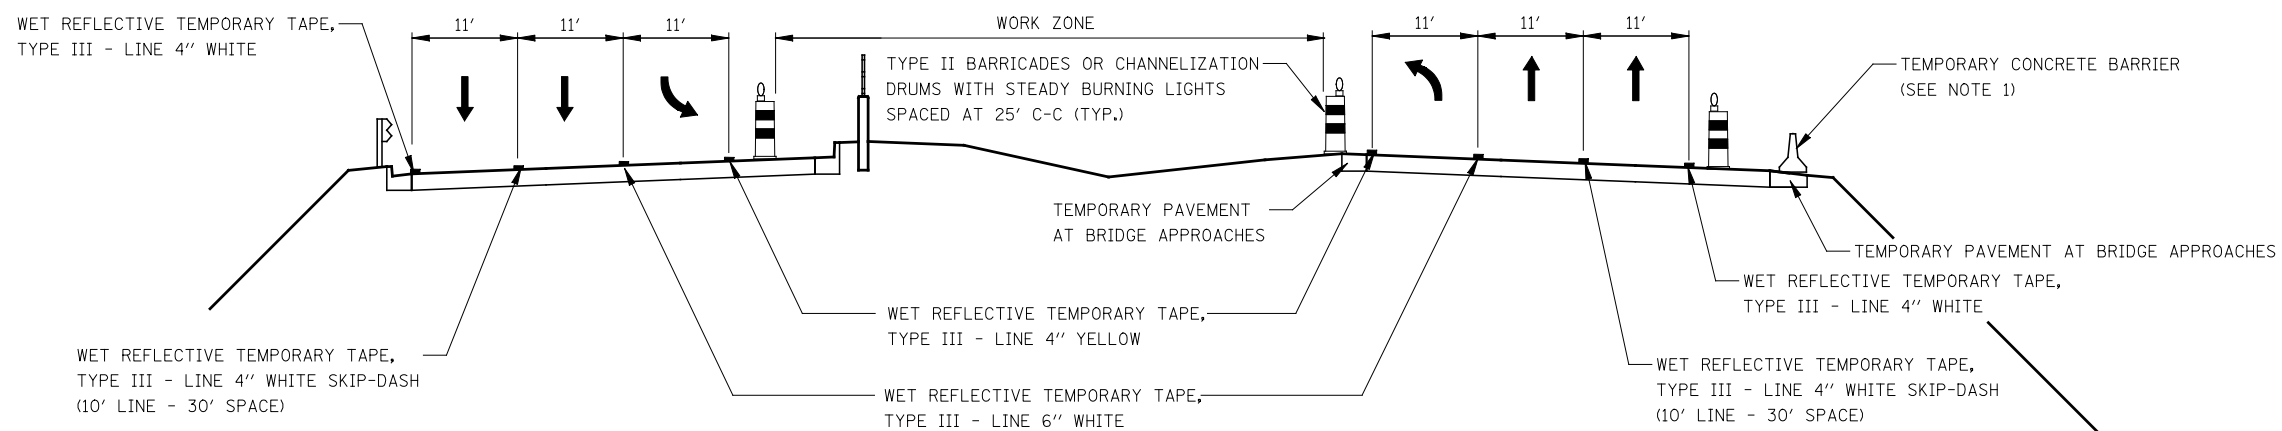 WET REFLECTIVE TEMPORARY TAPE,
TYPE III - LINE 4'' WHITE
11'
11'
11'
WORK ZONE
11'
11'
11'
TYPE II BARRICADES OR CHANNELIZATION
DRUMS WITH STEADY BURNING LIGHTS
SPACED AT 25' C-C (TYP.)
TEMPORARY CONCRETE BARRIER
(SEE NOTE 1)
TEMPORARY PAVEMENT
AT BRIDGE APPROACHES
TEMPORARY PAVEMENT AT BRIDGE APPROACHES
WET REFLECTIVE TEMPORARY TAPE,
TYPE III - LINE 4'' WHITE
WET REFLECTIVE TEMPORARY TAPE,
TYPE III - LINE 4'' YELLOW
WET REFLECTIVE TEMPORARY TAPE,
TYPE III - LINE 4'' WHITE SKIP-DASH
(10' LINE - 30' SPACE)
WET REFLECTIVE TEMPORARY TAPE,
TYPE III - LINE 6'' WHITE
WET REFLECTIVE TEMPORARY TAPE,
TYPE III - LINE 4'' WHITE SKIP-DASH
(10' LINE - 30' SPACE)